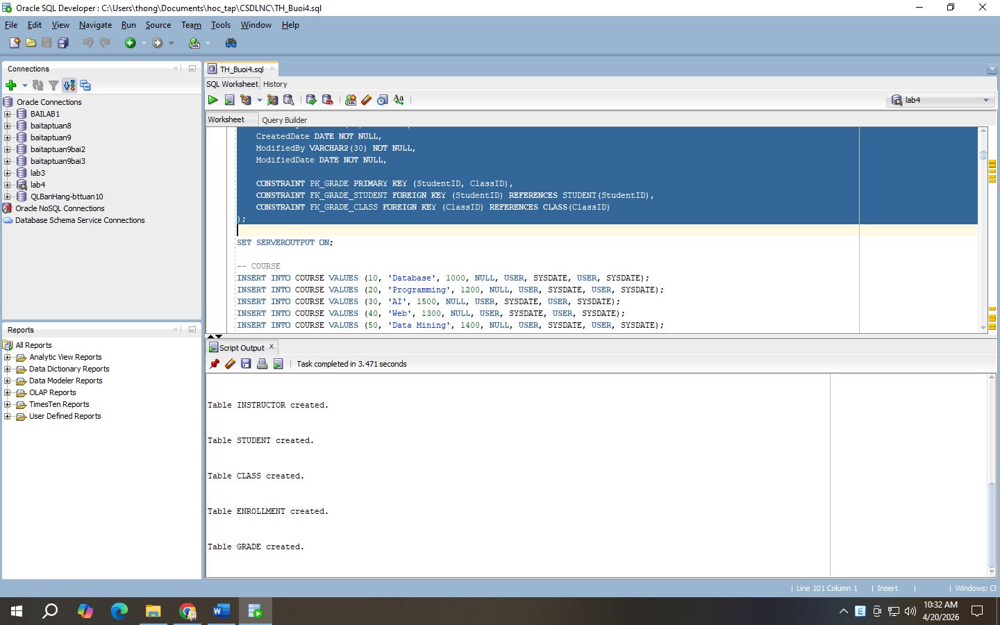 Oracle SQL Developer : C:\Users\thong\Documents\hoc_tap\CSDLNC\TH_Buoi4.sql
File Edit View Navigate Run Source Team Tools Window Help
Connections
Oracle Connections
BAILAB1
baitaptuan8
baitaptuan9
baitaptuan9bai2
baitaptuan9bai3
lab3
lab4
QLBanHang-bttuan10
Oracle NoSQL Connections
Database Schema Service Connections
Reports
All Reports
Analytic View Reports
Data Dictionary Reports
Data Modeler Reports
OLAP Reports
TimesTen Reports
User Defined Reports
TH_Buoi4.sql
SQL Worksheet History
lab4
Worksheet Query Builder
CreatedDate DATE NOT NULL,
ModifiedBy VARCHAR2(30) NOT NULL,
ModifiedDate DATE NOT NULL,
CONSTRAINT PK_GRADE PRIMARY KEY (StudentID, ClassID),
CONSTRAINT FK_GRADE_STUDENT FOREIGN KEY (StudentID) REFERENCES STUDENT(StudentID),
CONSTRAINT FK_GRADE_CLASS FOREIGN KEY (ClassID) REFERENCES CLASS(ClassID)
);
SET SERVEROUTPUT ON;
-- COURSE
INSERT INTO COURSE VALUES (10, 'Database', 1000, NULL, USER, SYSDATE, USER, SYSDATE);
INSERT INTO COURSE VALUES (20, 'Programming', 1200, NULL, USER, SYSDATE, USER, SYSDATE);
INSERT INTO COURSE VALUES (30, 'AI', 1500, NULL, USER, SYSDATE, USER, SYSDATE);
INSERT INTO COURSE VALUES (40, 'Web', 1300, NULL, USER, SYSDATE, USER, SYSDATE);
INSERT INTO COURSE VALUES (50, 'Data Mining', 1400, NULL, USER, SYSDATE, USER, SYSDATE);
Script Output
Task completed in 3.471 seconds
Table INSTRUCTOR created.
Table STUDENT created.
Table CLASS created.
Table ENROLLMENT created.
Table GRADE created.
Line 101 Column 1 Insert Windows:
10:32 AM
4/20/2026